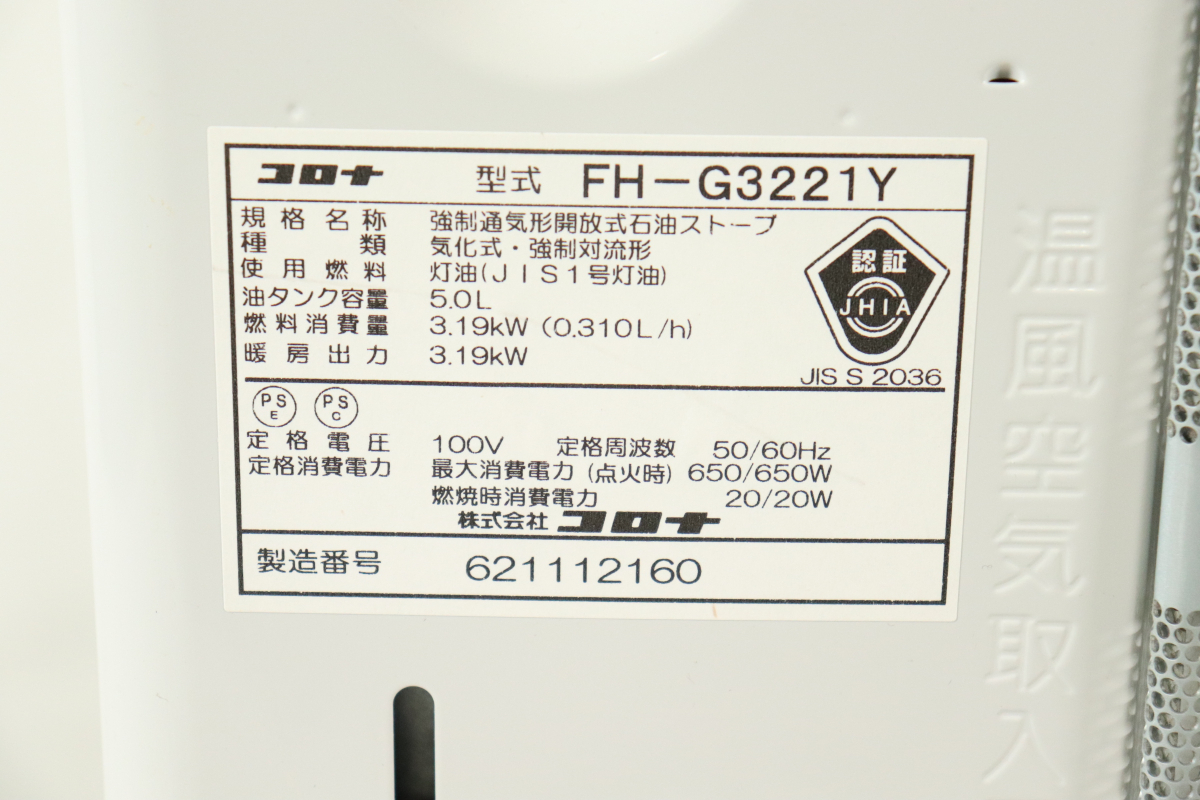 コロナ 型式 FH-G3221Y
規格名称 強制通気形開放式石油ストーブ
種類 気化式・強制対流形
使用燃料 灯油(JIS1号灯油)
油タンク容量 5.0L
燃料消費量 3.19kW (0.310L/h)
暖房出力 3.19kW
認証
JHIA
JIS S 2036
PS E PS C
定格電圧 100V 定格周波数 50/60Hz
定格消費電力 最大消費電力 (点火時) 650/650W
燃焼時消費電力 20/20W
株式会社 コロナ
製造番号 621112160
温風空気取入